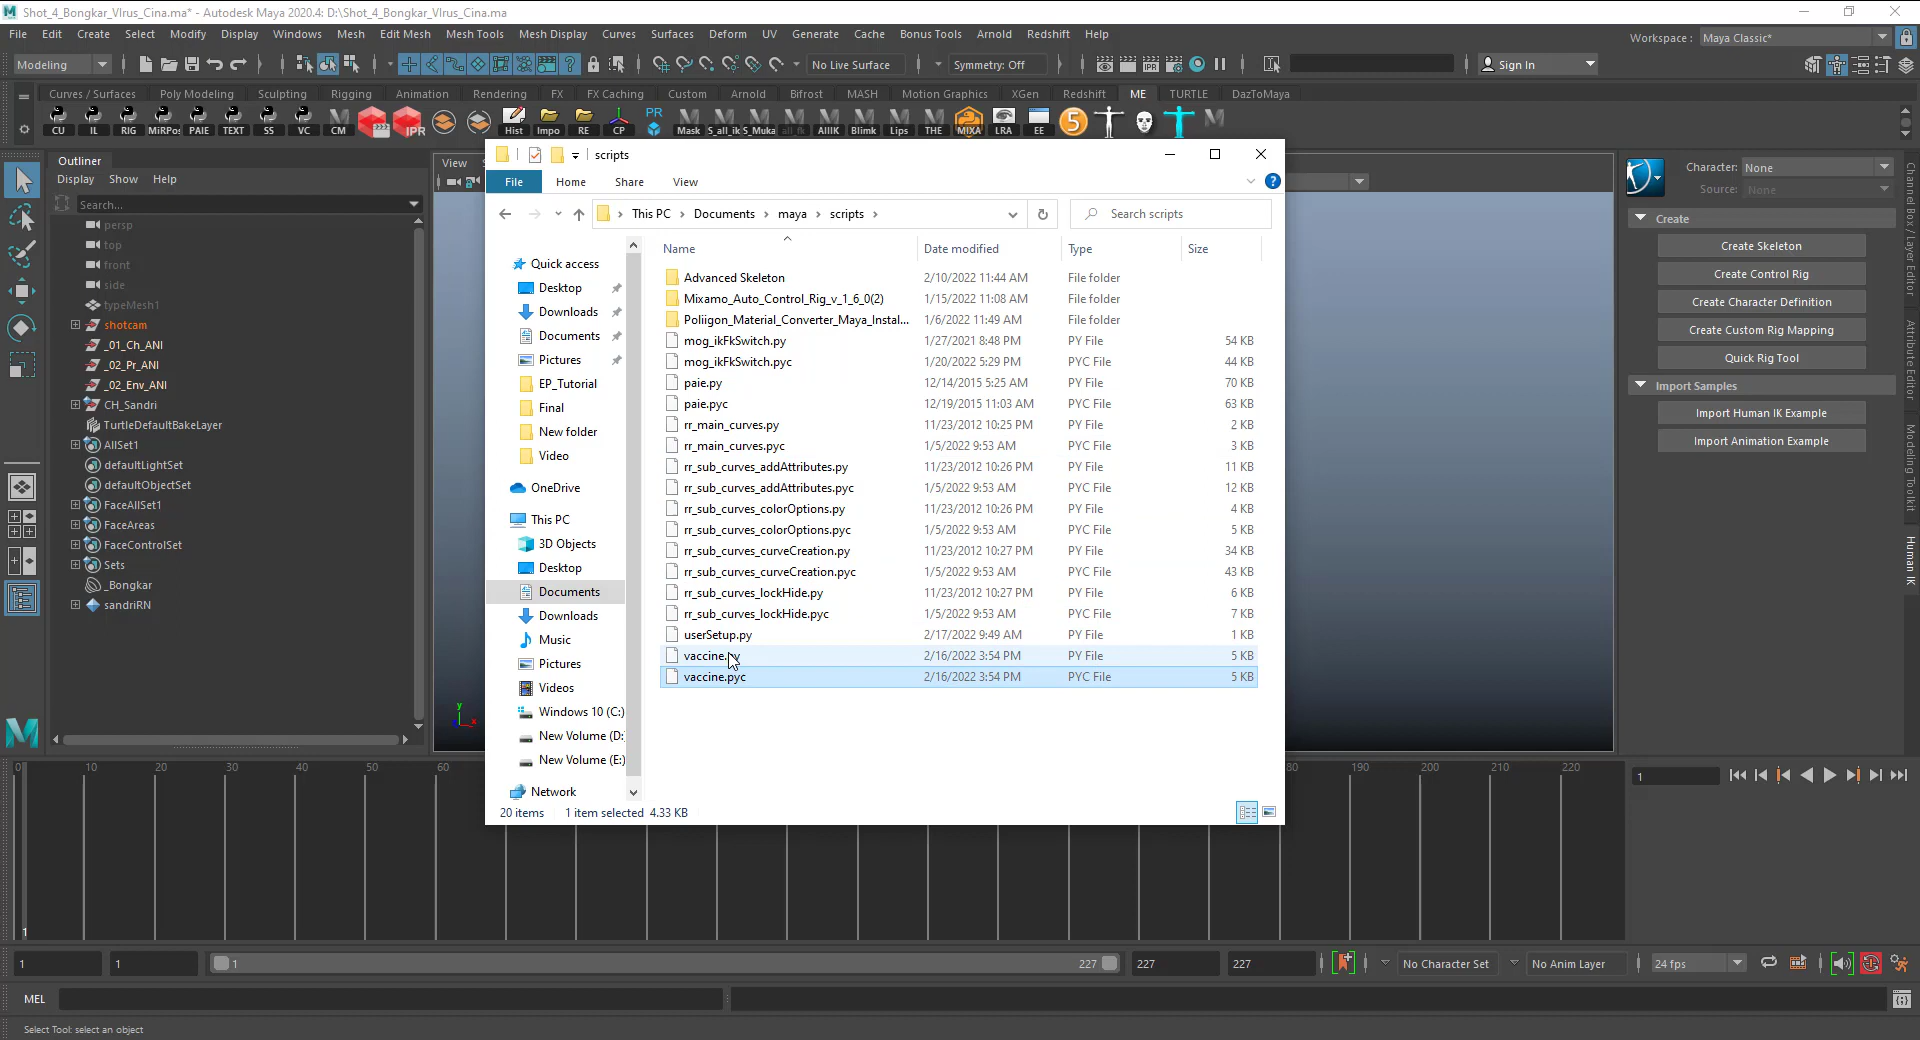 Shot_4_Bongkar_VIrus_Cina.ma* - Autodesk Maya 2020.4: D:\Shot_4_Bongkar_VIrus_Cina.ma
File Edit Create Select Modify Display Windows Mesh Edit Mesh Mesh Tools Mesh Display Curves Surfaces Deform UV Generate Cache Bonus Tools Arnold Redshift Help
Workspace : Maya Classic*
Modeling No Live Surface Symmetry: Off Sign In
Curves / Surfaces Poly Modeling Sculpting Rigging Animation Rendering FX FX Caching Custom Arnold Bifrost MASH Motion Graphics XGen Redshift ME TURTLE DazToMaya
CU IL RIG MiRPos PAIE TEXT SS VC CM IPR Hist Impo RE CP PR Mask S_all_ik S_Muka all_fk AllIK Blimk Lips THE MIXA LRA EE 5
Outliner
Display Show Help
Search...
persp
top
front
side
typeMesh1
shotcam
_01_Ch_ANI
_02_Pr_ANI
_02_Env_ANI
CH_Sandri
TurtleDefaultBakeLayer
AllSet1
defaultLightSet
defaultObjectSet
FaceAllSet1
FaceAreas
FaceControlSet
Sets
_Bongkar
sandriRN
View
y
x
scripts
File Home Share View
This PC Documents maya scripts
Search scripts
Quick access
Desktop
Downloads
Documents
Pictures
EP_Tutorial
Final
New folder
Video
OneDrive
This PC
3D Objects
Desktop
Documents
Downloads
Music
Pictures
Videos
Windows 10 (C:)
New Volume (D:
New Volume (E:)
Network
Name Date modified Type Size
Advanced Skeleton 2/10/2022 11:44 AM File folder
Mixamo_Auto_Control_Rig_v_1_6_0(2) 1/15/2022 11:08 AM File folder
Poliigon_Material_Converter_Maya_Instal... 1/6/2022 11:49 AM File folder
mog_ikFkSwitch.py 1/27/2021 8:48 PM PY File 54 KB
mog_ikFkSwitch.pyc 1/20/2022 5:29 PM PYC File 44 KB
paie.py 12/14/2015 5:25 AM PY File 70 KB
paie.pyc 12/19/2015 11:03 AM PYC File 63 KB
rr_main_curves.py 11/23/2012 10:25 PM PY File 2 KB
rr_main_curves.pyc 1/5/2022 9:53 AM PYC File 3 KB
rr_sub_curves_addAttributes.py 11/23/2012 10:26 PM PY File 11 KB
rr_sub_curves_addAttributes.pyc 1/5/2022 9:53 AM PYC File 12 KB
rr_sub_curves_colorOptions.py 11/23/2012 10:26 PM PY File 4 KB
rr_sub_curves_colorOptions.pyc 1/5/2022 9:53 AM PYC File 5 KB
rr_sub_curves_curveCreation.py 11/23/2012 10:27 PM PY File 34 KB
rr_sub_curves_curveCreation.pyc 1/5/2022 9:53 AM PYC File 43 KB
rr_sub_curves_lockHide.py 11/23/2012 10:27 PM PY File 6 KB
rr_sub_curves_lockHide.pyc 1/5/2022 9:53 AM PYC File 7 KB
userSetup.py 2/17/2022 9:49 AM PY File 1 KB
vaccine.py 2/16/2022 3:54 PM PY File 5 KB
vaccine.pyc 2/16/2022 3:54 PM PYC File 5 KB
20 items 1 item selected 4.33 KB
Character: None
Source: None
Create
Create Skeleton
Create Control Rig
Create Character Definition
Create Custom Rig Mapping
Quick Rig Tool
Import Samples
Import Human IK Example
Import Animation Example
Channel Box / Layer Editor
Attribute Editor
Modeling Toolkit
Human IK
0 10 20 30 40 50 60 80 190 200 210 220
1
1
1 1 1 227 227 227 No Character Set No Anim Layer 24 fps
MEL
Select Tool: select an object